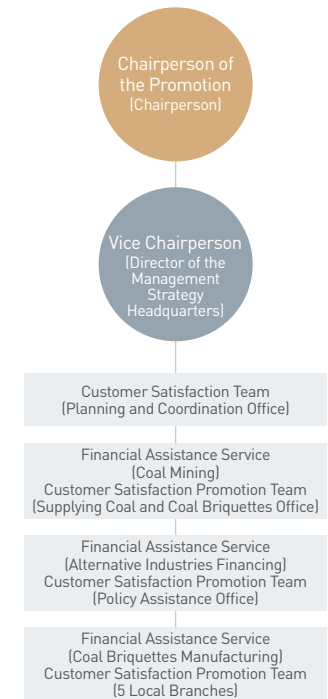 Chairperson of
the Promotion
(Chairperson)
Vice Chairperson
(Director of the
Management
Strategy
Headquarters)
Customer Satisfaction Team
(Planning and Coordination Office)
Financial Assistance Service
(Coal Mining)
Customer Satisfaction Promotion Team
(Supplying Coal and Coal Briquettes Office)
Financial Assistance Service
(Alternative Industries Financing)
Customer Satisfaction Promotion Team
(Policy Assistance Office)
Financial Assistance Service
(Coal Briquettes Manufacturing)
Customer Satisfaction Promotion Team
(5 Local Branches)